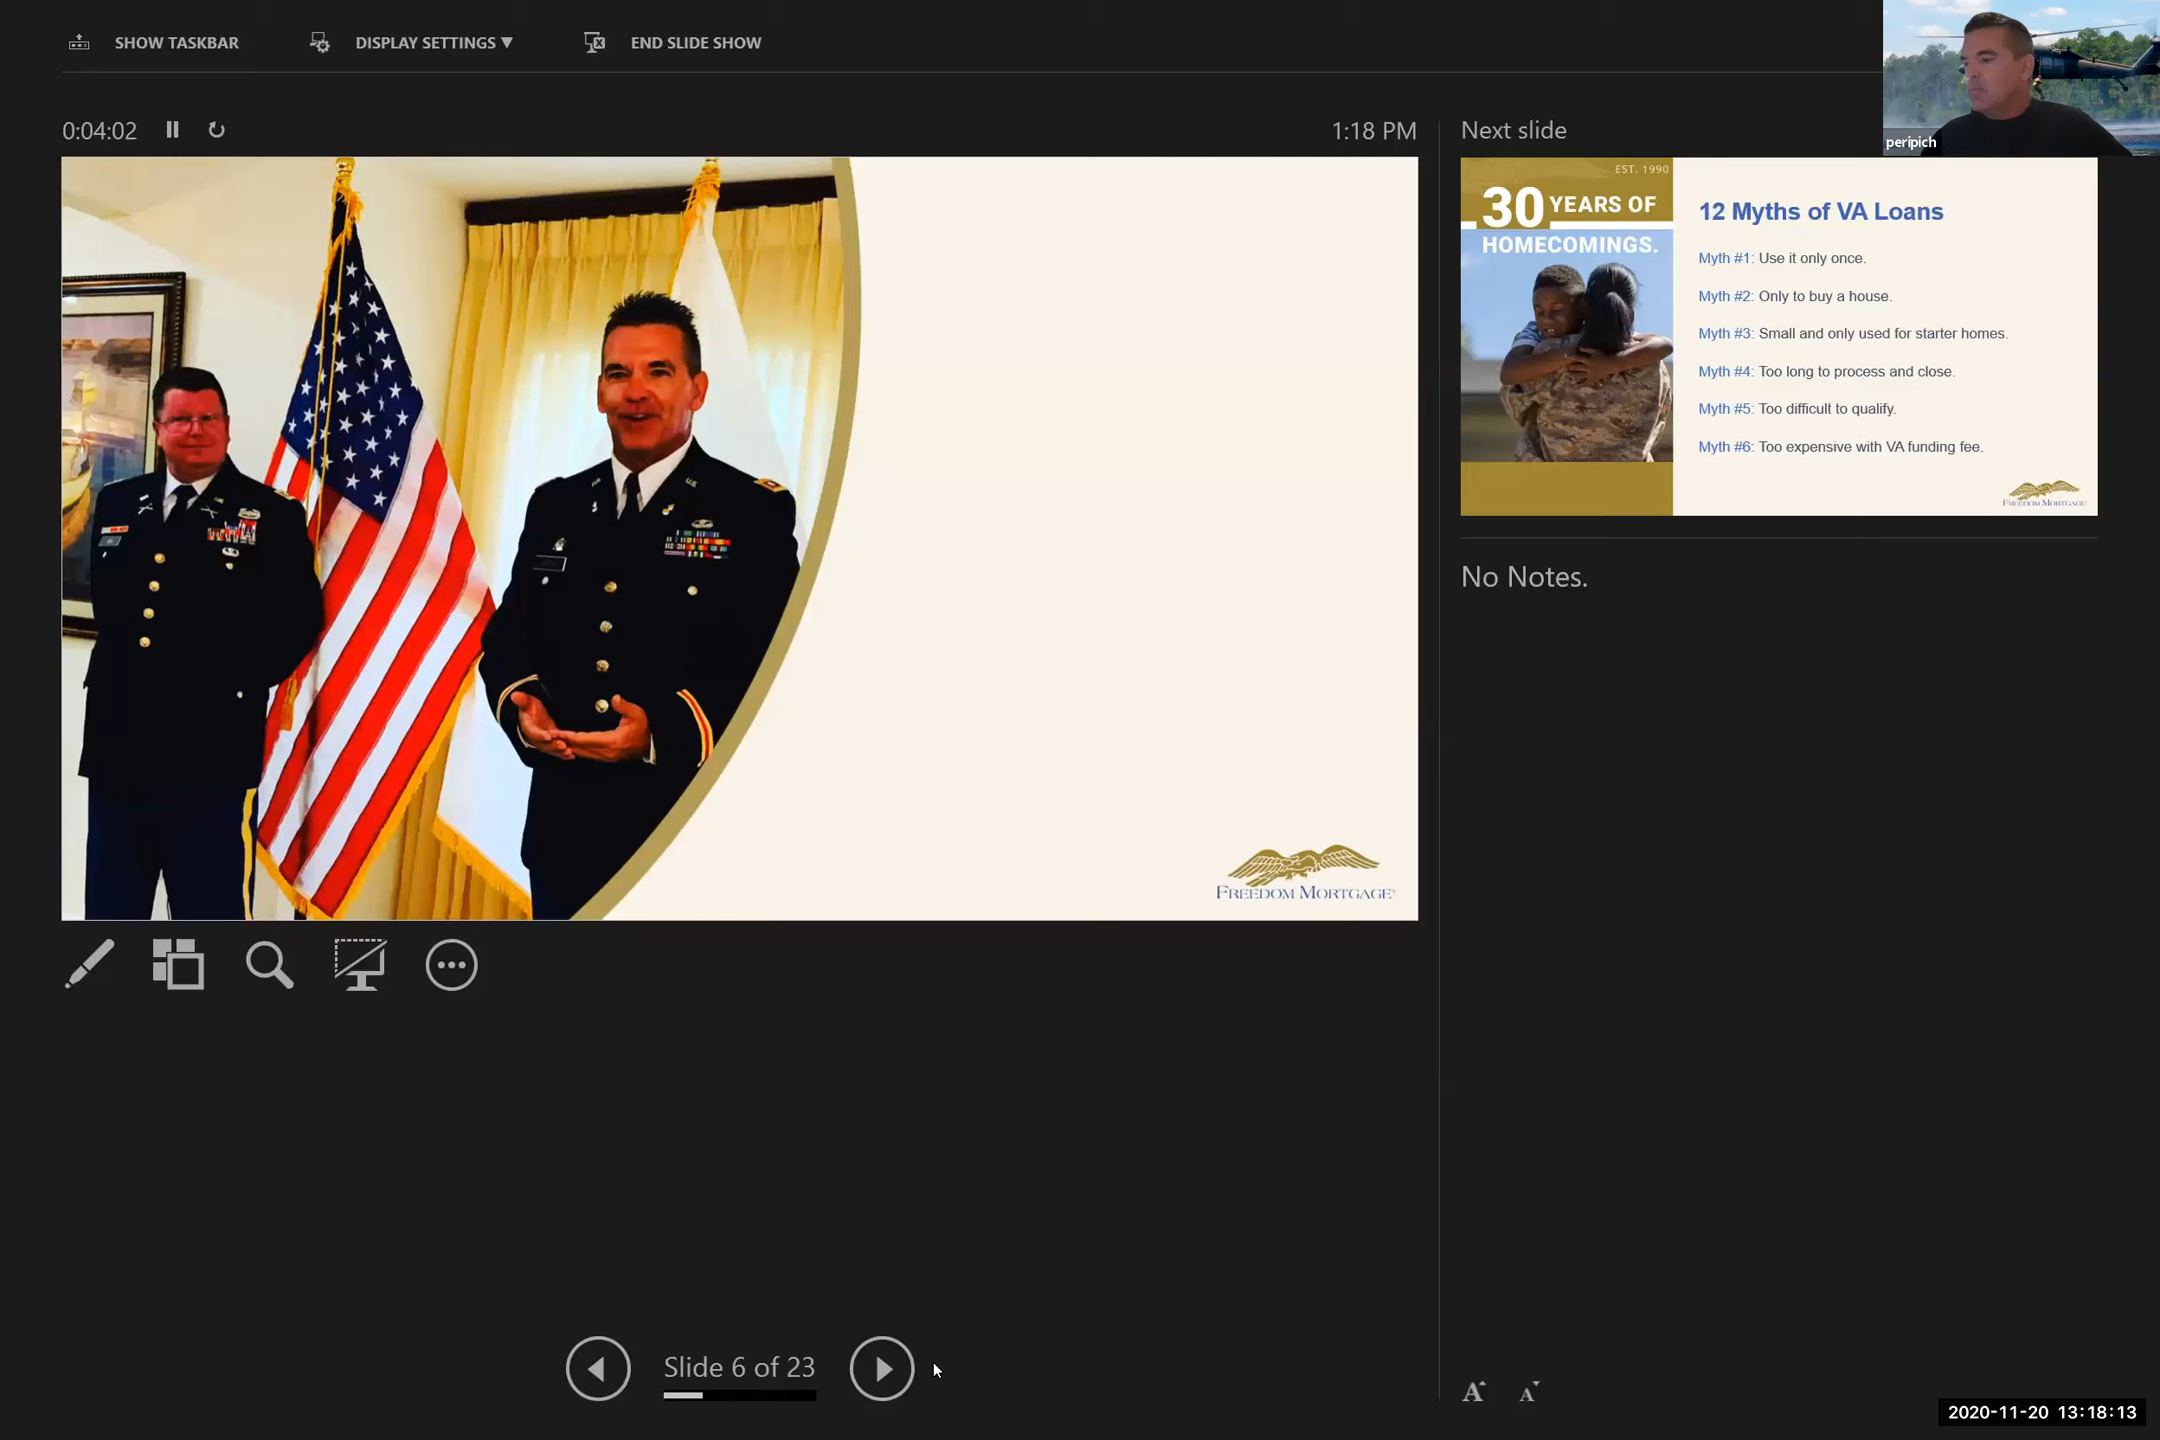 SHOW TASKBAR
DISPLAY SETTINGS ▼
END SLIDE SHOW
peripich
0:04:02
1:18 PM
FREEDOM MORTGAGE®
Next slide
EST. 1990
30 YEARS OF
HOMECOMINGS.
12 Myths of VA Loans
Myth #1: Use it only once.
Myth #2: Only to buy a house.
Myth #3: Small and only used for starter homes.
Myth #4: Too long to process and close.
Myth #5: Too difficult to qualify.
Myth #6: Too expensive with VA funding fee.
FREEDOM MORTGAGE®
No Notes.
Slide 6 of 23
A A
2020-11-20 13:18:13